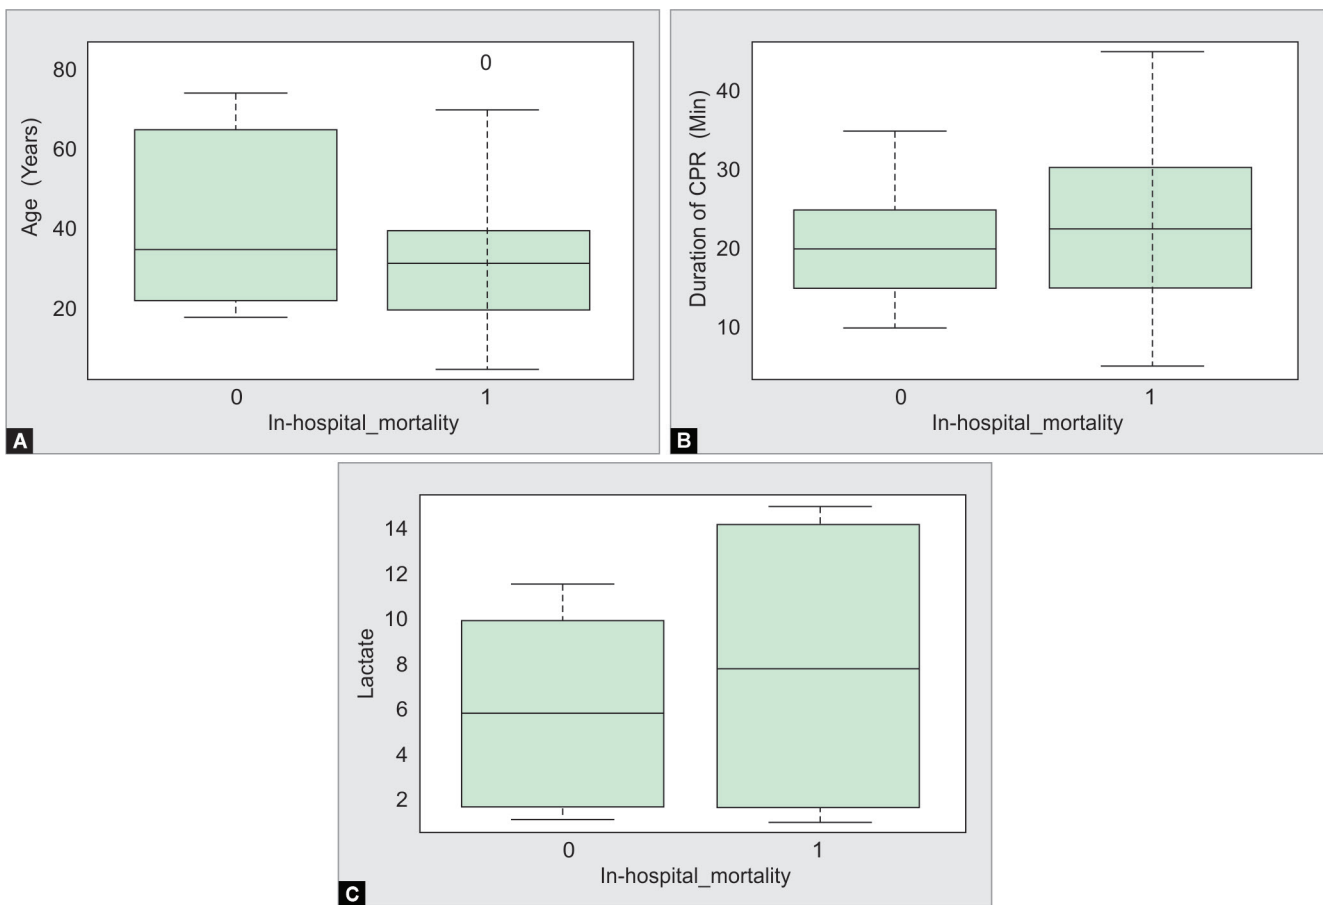 80
60
40
20
Age (Years)
0
0
1
In-hospital_mortality
A
40
30
20
10
Duration of CPR (Min)
0
1
In-hospital_mortality
B
14
12
10
8
6
4
2
Lactate
0
1
In-hospital_mortality
C